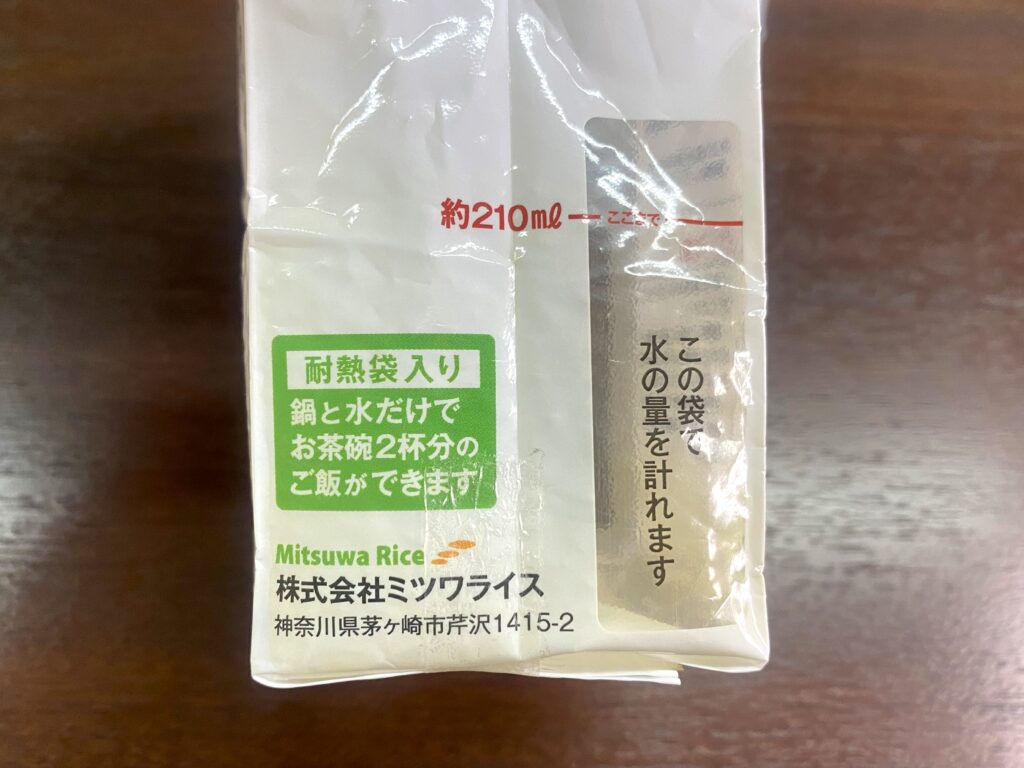 約210㎖
ここまで
この袋で
水の量を計れます
耐熱袋入り
鍋と水だけで
お茶碗2杯分の
ご飯ができます
Mitsuwa Rice
株式会社ミツワライス
神奈川県茅ヶ崎市芹沢1415-2